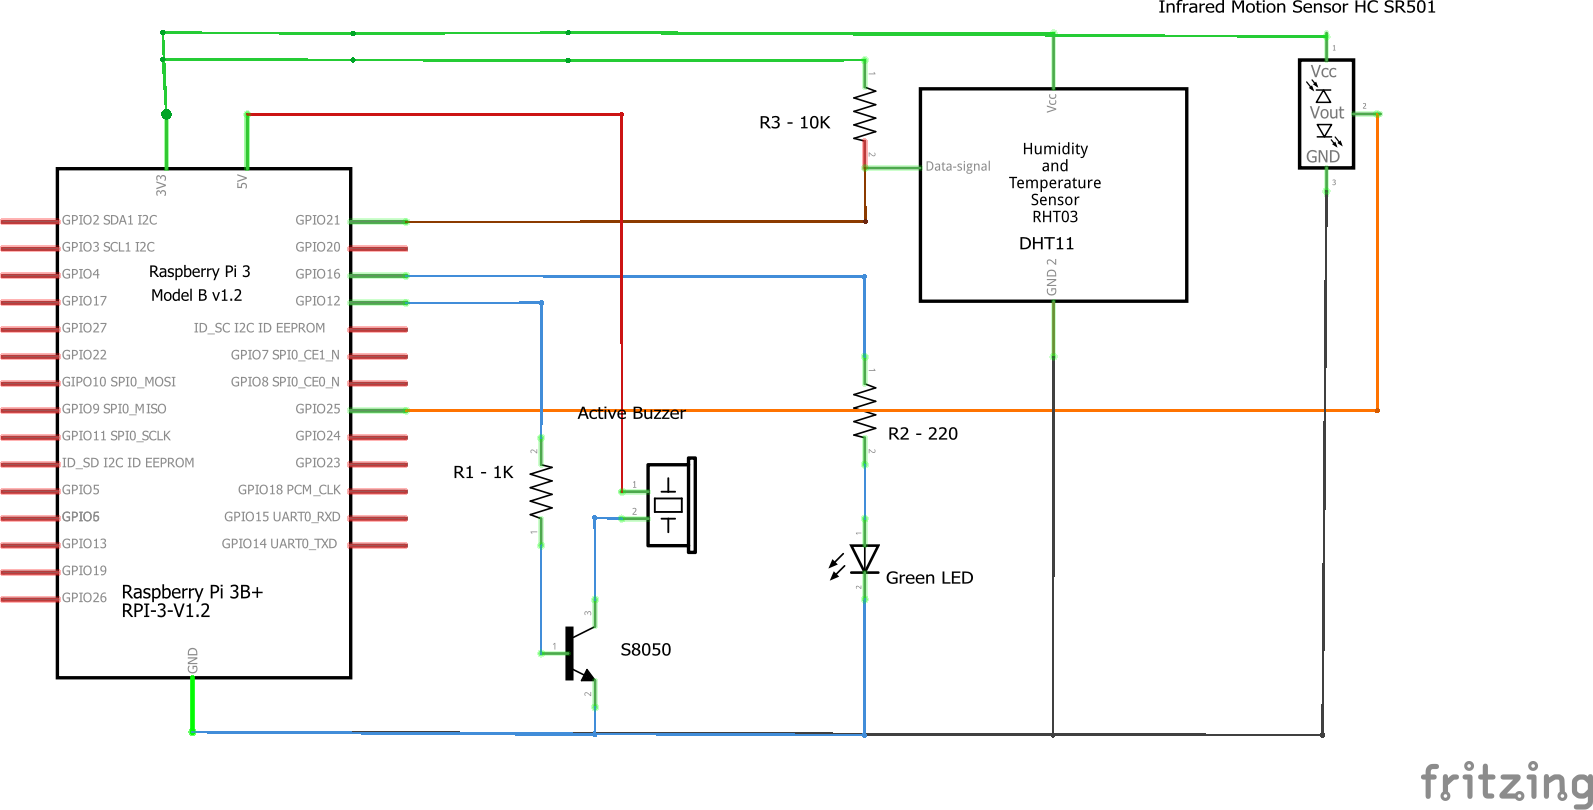 Infrared Motion Sensor HC SR501
1
Vcc
2
Vout
GND
3
1
R3 - 10K
2
Vcc
Data-signal
Humidity
and
Temperature
Sensor
RHT03
DHT11
GND 2
3V3
5V
GPIO2 SDA1 I2C
GPIO21
GPIO3 SCL1 I2C
GPIO20
GPIO4
Raspberry Pi 3
GPIO16
GPIO17
Model B v1.2
GPIO12
GPIO27
ID_SC I2C ID EEPROM
GPIO22
GPIO7 SPI0_CE1_N
GIPO10 SPI0_MOSI
GPIO8 SPI0_CE0_N
GPIO9 SPI0_MISO
GPIO25
GPIO11 SPI0_SCLK
GPIO24
ID_SD I2C ID EEPROM
GPIO23
GPIO5
GPIO18 PCM_CLK
GPIO6
GPIO15 UART0_RXD
GPIO13
GPIO14 UART0_TXD
GPIO19
GPIO26
Raspberry Pi 3B+
RPI-3-V1.2
GND
Active Buzzer
1
2
2
R1 - 1K
1
1
R2 - 220
2
1
Green LED
2
3
1
S8050
2
fritzing